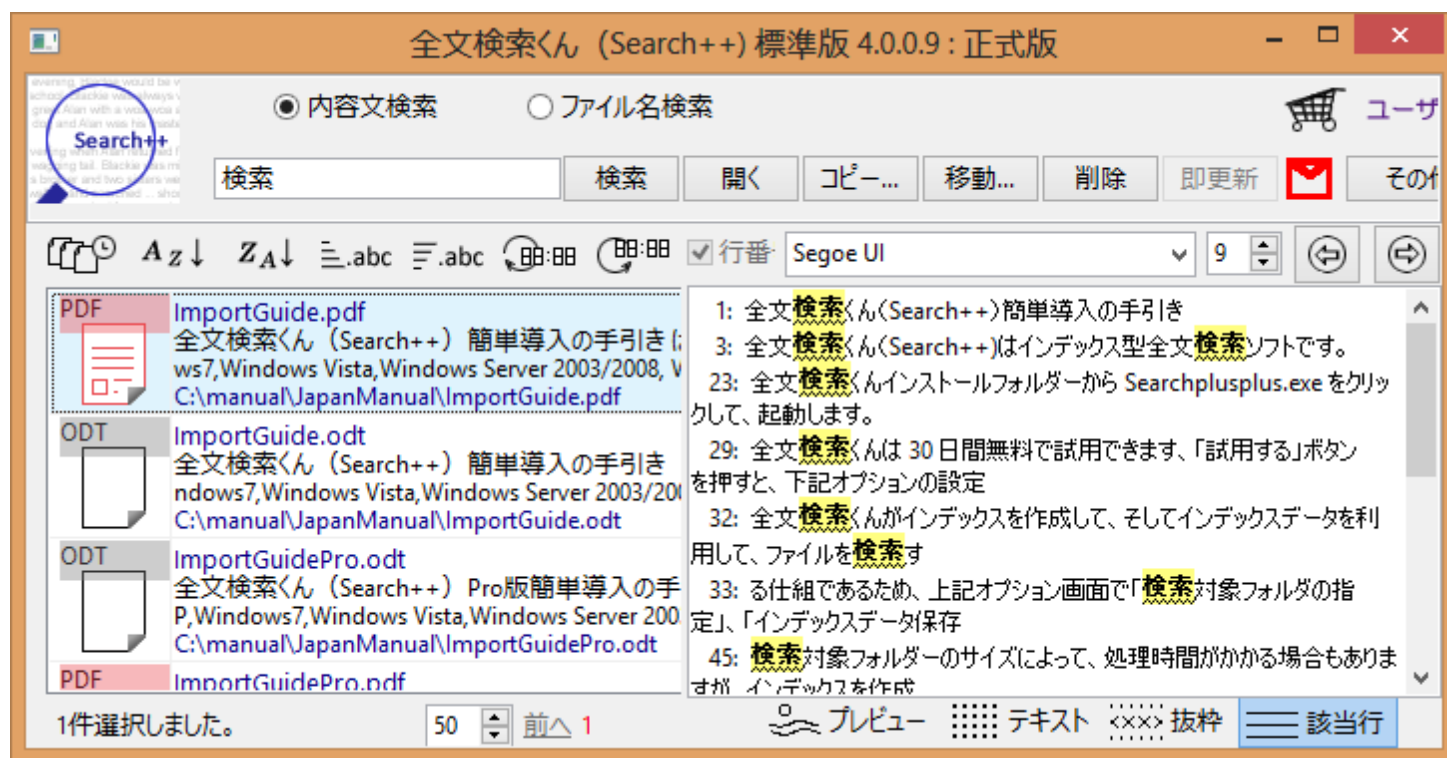 全文検索くん（Search++) 標準版 4.0.0.9 : 正式版
Search++
内容文検索
ファイル名検索
ユーザ
検索
検索
開く
コピー...
移動...
削除
即更新
その
A Z↓
Z A↓
.abc
.abc
行番
Segoe UI
9
PDF
ImportGuide.pdf
全文検索くん（Search++）簡単導入の手引き
ws7,Windows Vista,Windows Server 2003/2008,
C:\manual\JapanManual\ImportGuide.pdf
ODT
ImportGuide.odt
全文検索くん（Search++）簡単導入の手引き
ndows7,Windows Vista,Windows Server 2003/200
C:\manual\JapanManual\ImportGuide.odt
ODT
ImportGuidePro.odt
全文検索くん（Search++）Pro版簡単導入の手
P,Windows7,Windows Vista,Windows Server 200
C:\manual\JapanManual\ImportGuidePro.odt
PDF
ImportGuidePro.pdf
1: 全文検索くん(Search++)簡単導入の手引き
3: 全文検索くん(Search++)はインデックス型全文検索ソフトです。
23: 全文検索くんインストールフォルダーから Searchplusplus.exe をクリッ
クして、起動します。
29: 全文検索くんは 30 日間無料で試用できます、「試用する」ボタン
を押すと、下記オプションの設定
32: 全文検索くんがインデックスを作成して、そしてインデックスデータを利
用して、ファイルを検索す
33: る仕組であるため、上記オプション画面で「検索対象フォルダの指
定」、「インデックスデータ保存
45: 検索対象フォルダーのサイズによって、処理時間がかかる場合もありま
すが、インデックスを作成
1件選択しました。
50
前へ 1
プレビュー
テキスト
抜粋
該当行